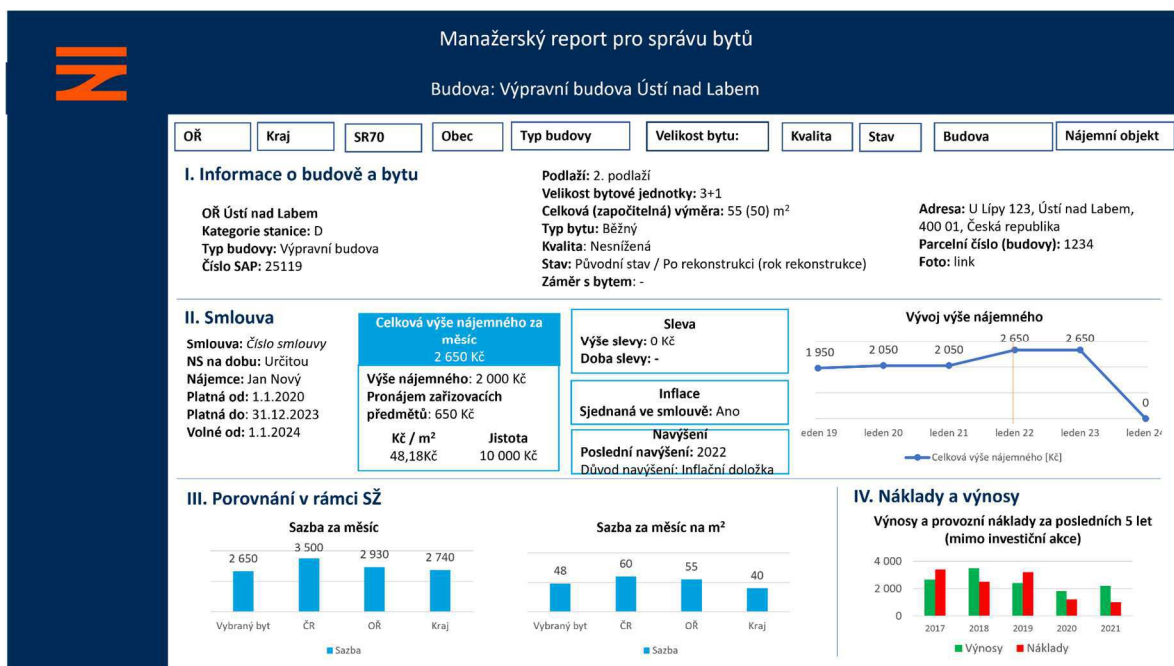 Manažerský report pro správu bytů
Budova: Výpravní budova Ústí nad Labem
OŘ
Kraj
SR70
Obec
Typ budovy
Velikost bytu:
Kvalita
Stav
Budova
Nájemní objekt
I. Informace o budově a bytu
OŘ Ústí nad Labem
Kategorie stanice: D
Typ budovy: Výpravní budova
Číslo SAP: 25119
Podlaží: 2. podlaží
Velikost bytové jednotky: 3+1
Celková (započitelná) výměra: 55 (50) m²
Typ bytu: Běžný
Kvalita: Nesnížená
Stav: Původní stav / Po rekonstrukci (rok rekonstrukce)
Záměr s bytem: -
Adresa: U Lípy 123, Ústí nad Labem,
400 01, Česká republika
Parcelní číslo (budovy): 1234
Foto: link
II. Smlouva
Smlouva: Číslo smlouvy
NS na dobu: Určitou
Nájemce: Jan Nový
Platná od: 1.1.2020
Platná do: 31.12.2023
Volné od: 1.1.2024
Celková výše nájemného za
měsíc
2 650 Kč
Výše nájemného: 2 000 Kč
Pronájem zařizovacích
předmětů: 650 Kč
Kč / m² Jistota
48,18Kč 10 000 Kč
Sleva
Výše slevy: 0 Kč
Doba slevy: -
Inflace
Sjednaná ve smlouvě: Ano
Navýšení
Poslední navýšení: 2022
Důvod navýšení: Inflační doložka
Vývoj výše nájemného
1 950 2 050 2 050 2 650 2 650 0
leden 19 leden 20 leden 21 leden 22 leden 23 leden 24
Celková výše nájemného [Kč]
III. Porovnání v rámci SŽ
Sazba za měsíc
2 650 3 500 2 930 2 740
Vybraný byt ČR OŘ Kraj
Sazba
Sazba za měsíc na m²
48 60 55 40
Vybraný byt ČR OŘ Kraj
Sazba
IV. Náklady a výnosy
Výnosy a provozní náklady za posledních 5 let
(mimo investiční akce)
4 000
2 000
0
2017 2018 2019 2020 2021
Výnosy Náklady